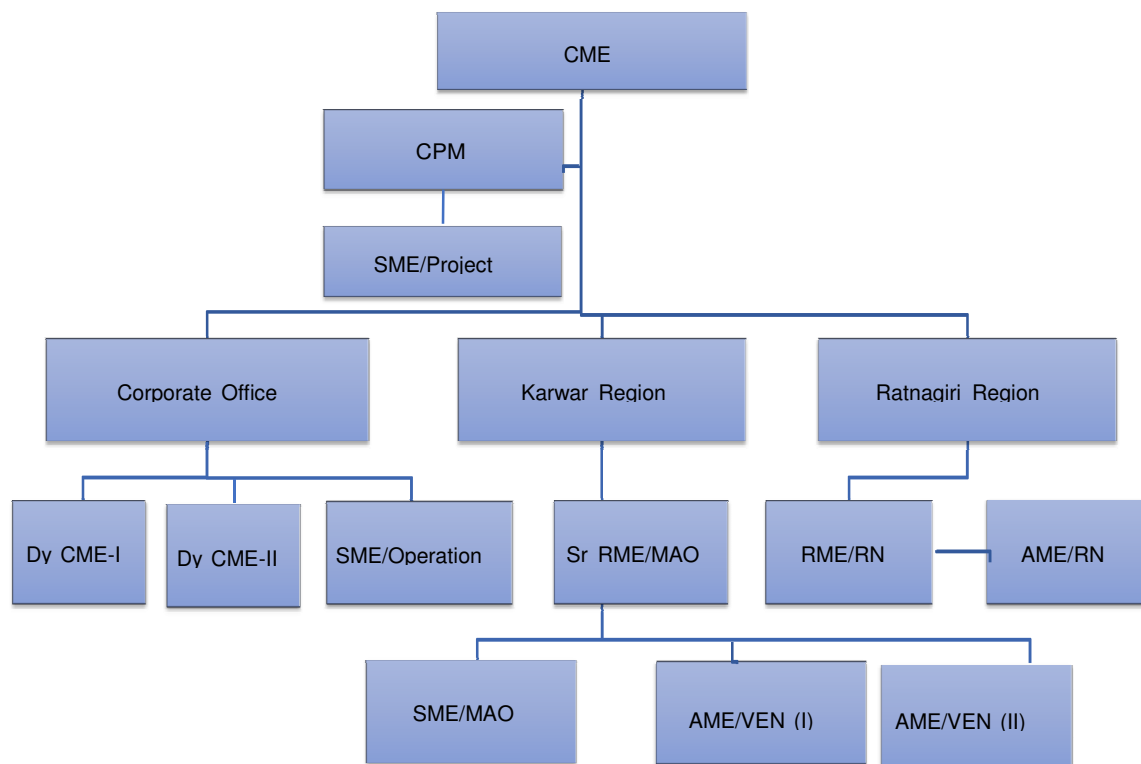 CME
CPM
SME/Project
Corporate Office
Karwar Region
Ratnagiri Region
Dy CME-I
Dy CME-II
SME/Operation
Sr RME/MAO
RME/RN
AME/RN
SME/MAO
AME/VEN (I)
AME/VEN (II)